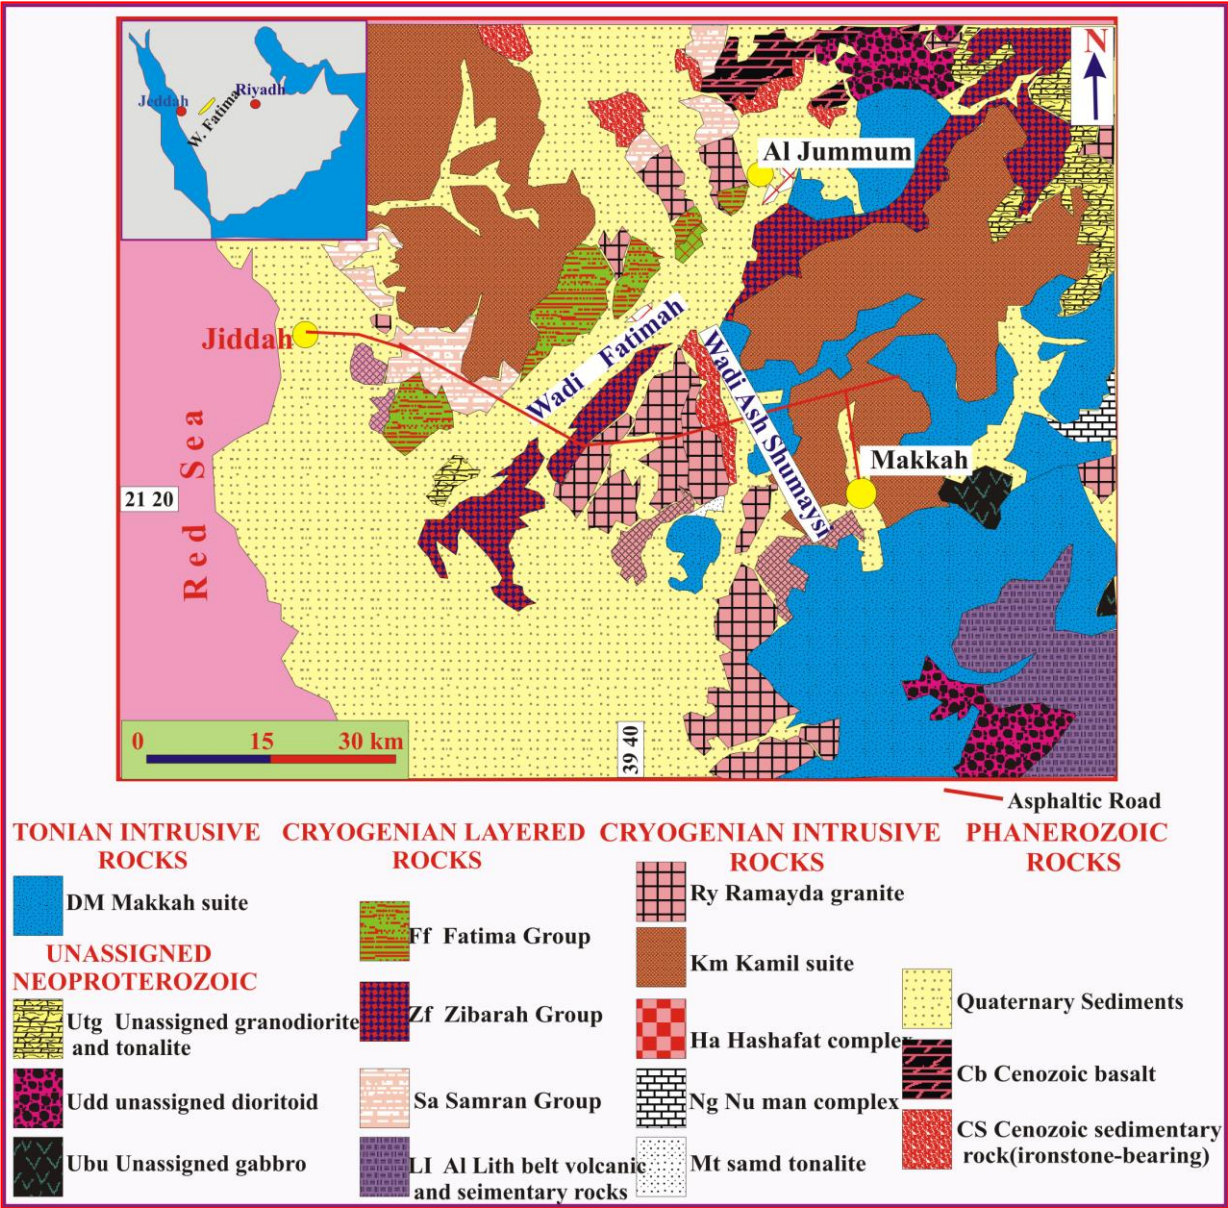 N
Jeddah
W. Fatima
Riyadh
Al Jummum
Jiddah
Wadi Fatimah
Wadi Ash Shumaysi
Makkah
Red Sea
21 20
39 40
0 15 30 km
Asphaltic Road
TONIAN INTRUSIVE
ROCKS
DM Makkah suite
UNASSIGNED
NEOPROTEROZOIC
Utg Unassigned granodiorite
and tonalite
Udd unassigned dioritoid
Ubu Unassigned gabbro
CRYOGENIAN LAYERED
ROCKS
Ff Fatima Group
Zf Zibarah Group
Sa Samran Group
LI Al Lith belt volcanic
and seimentary rocks
CRYOGENIAN INTRUSIVE
ROCKS
Ry Ramayda granite
Km Kamil suite
Ha Hashafat complex
Ng Nu man complex
Mt samd tonalite
PHANEROZOIC
ROCKS
Quaternary Sediments
Cb Cenozoic basalt
CS Cenozoic sedimentary
rock(ironstone-bearing)